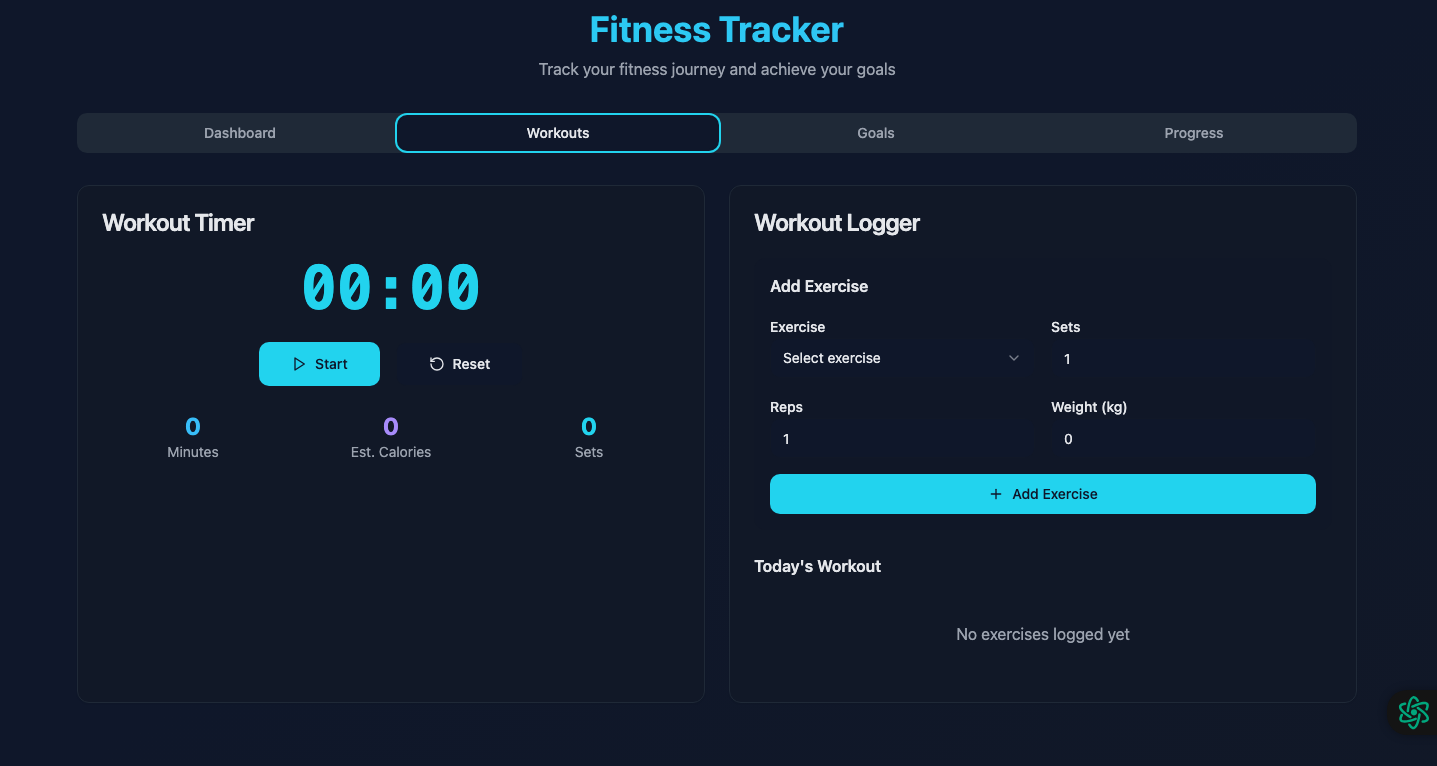 Fitness Tracker
Track your fitness journey and achieve your goals
Dashboard
Workouts
Goals
Progress
Workout Timer
00:00
Start
Reset
0
Minutes
0
Est. Calories
0
Sets
Workout Logger
Add Exercise
Exercise
Select exercise
Sets
1
Reps
1
Weight (kg)
0
+ Add Exercise
Today's Workout
No exercises logged yet